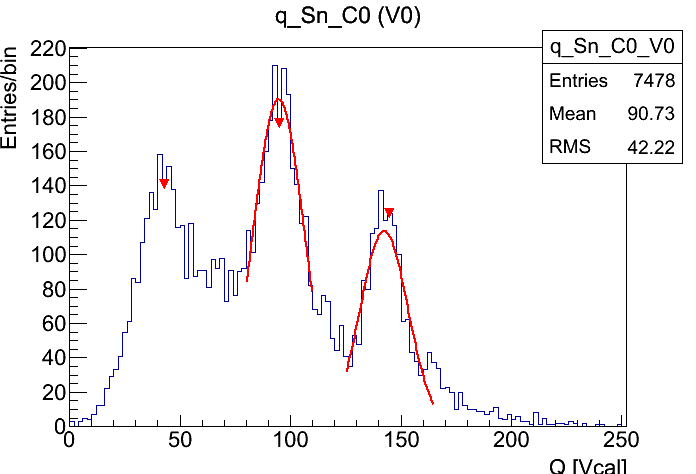 q_Sn_C0 (V0)
q_Sn_C0_V0
Entries 7478
Mean 90.73
RMS 42.22
Entries/bin
220
200
180
160
140
120
100
80
60
40
20
0
0 50 100 150 200 250
Q [Vcal]